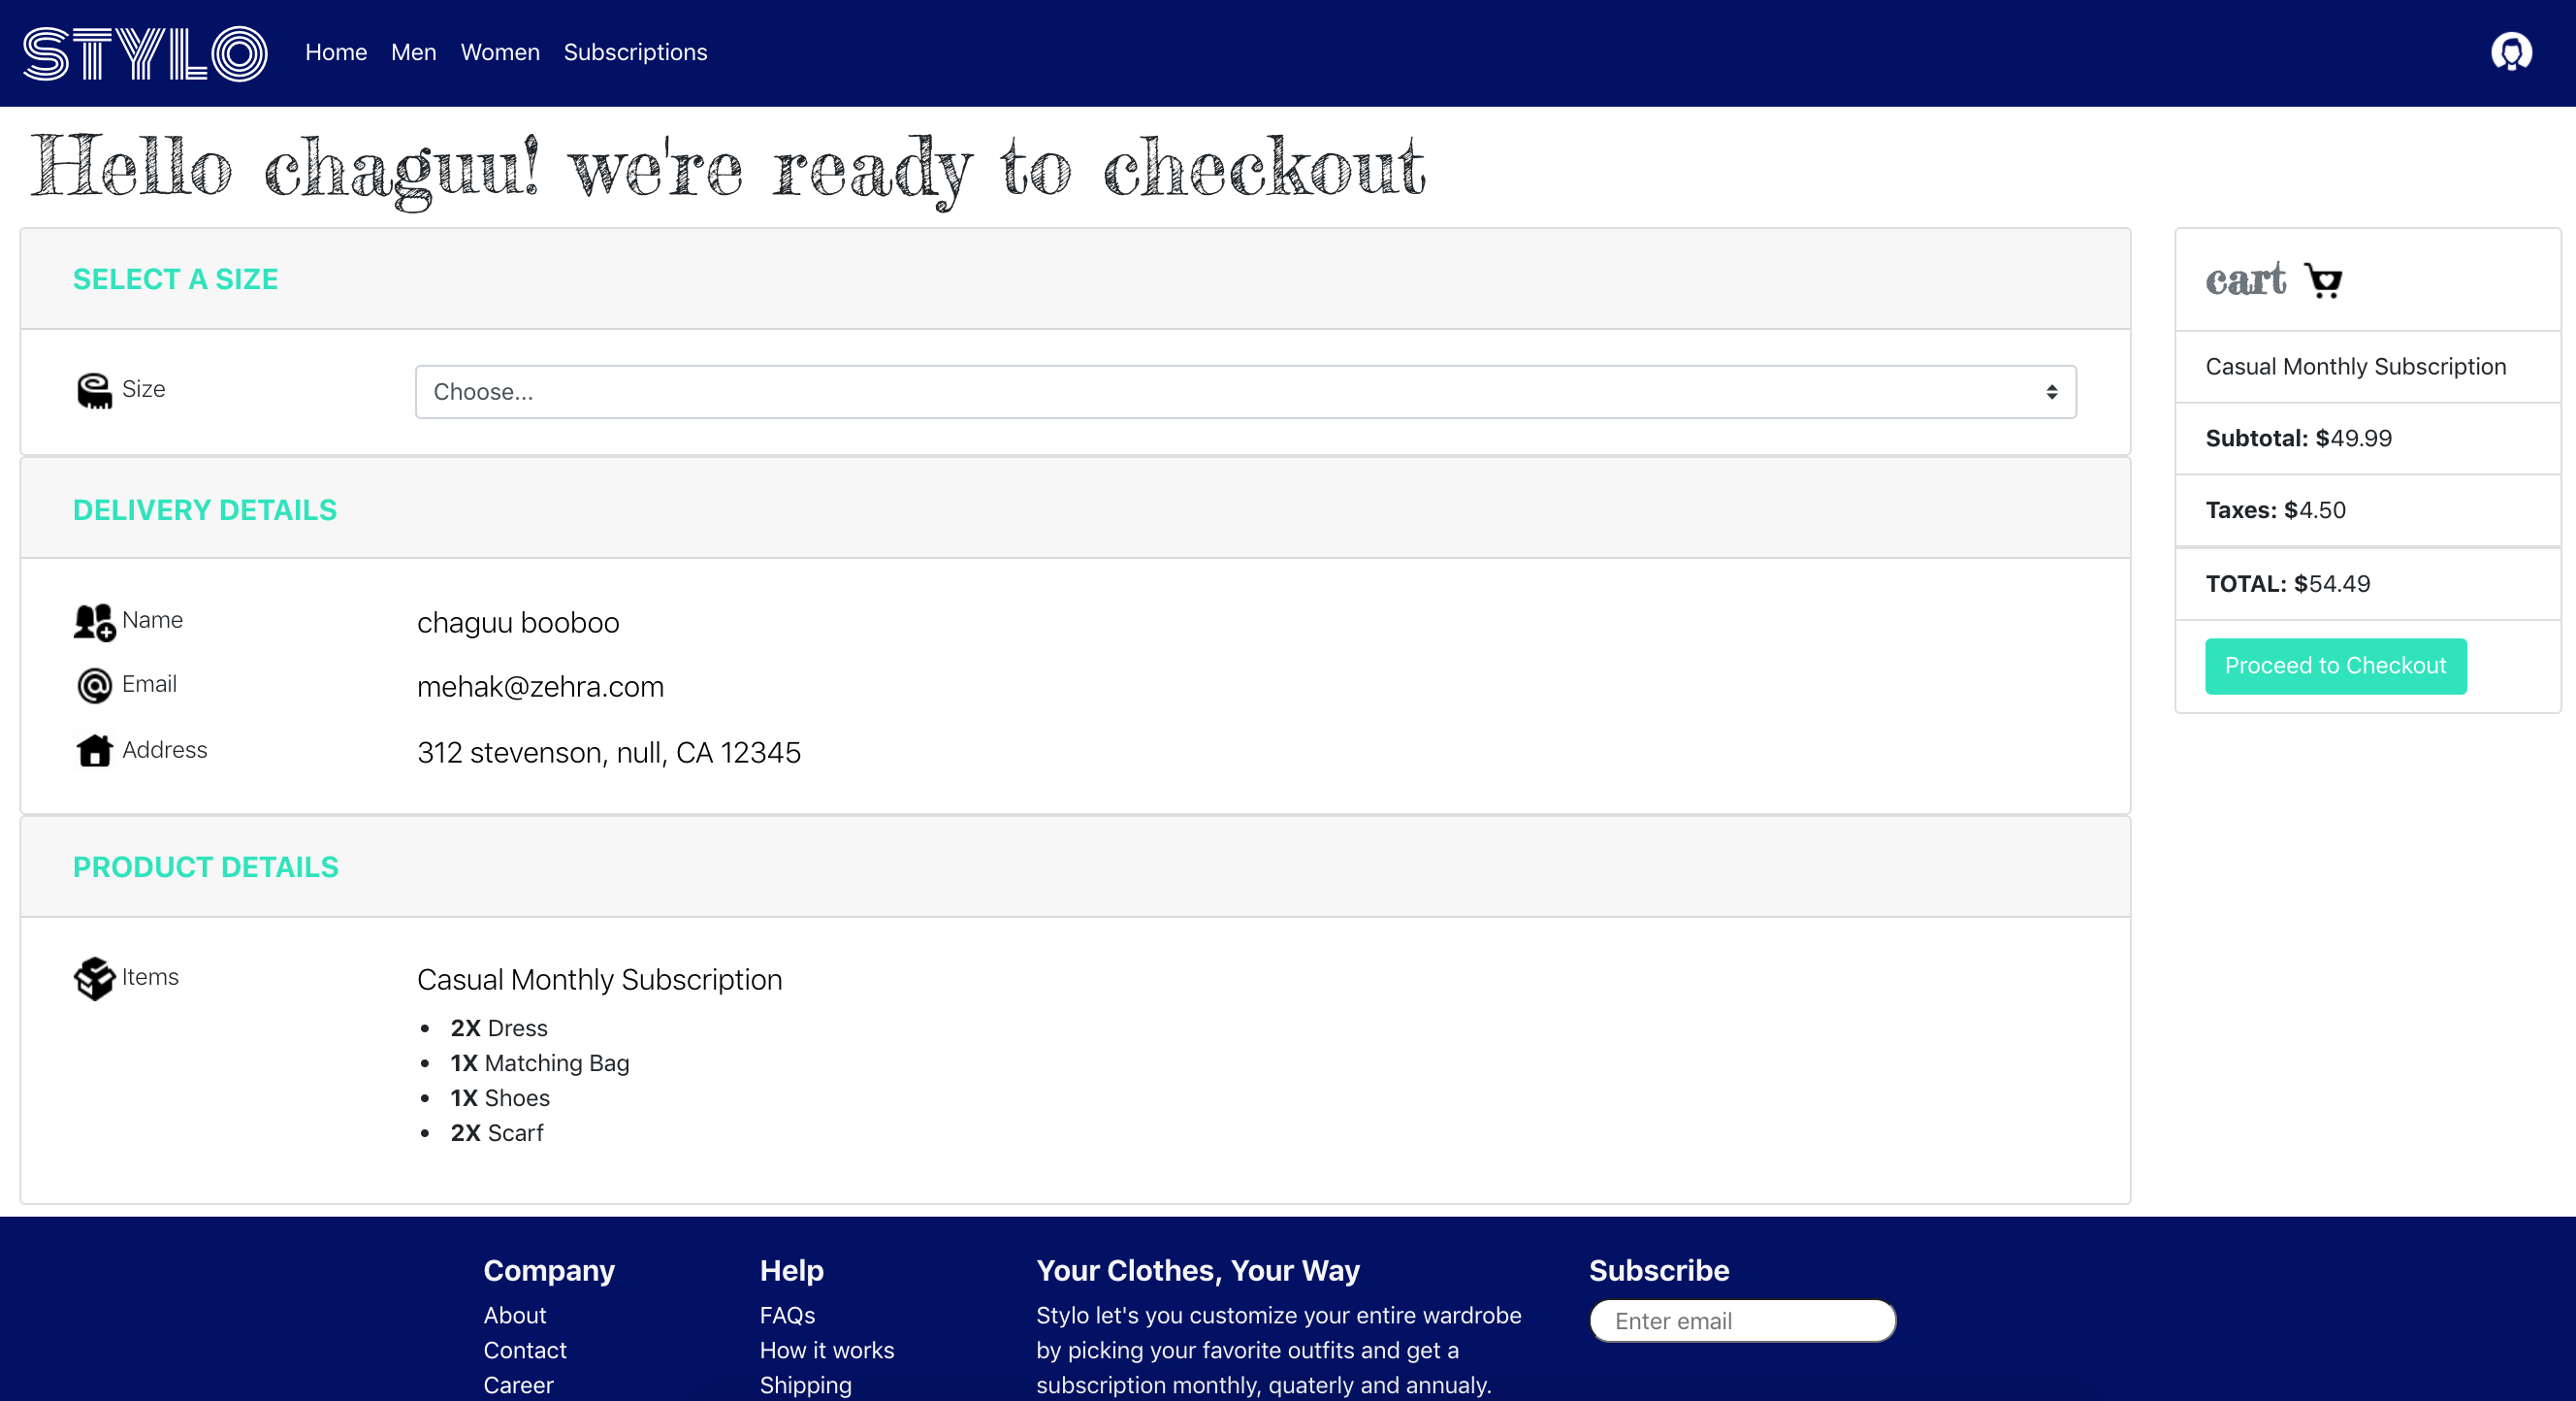 STYLO Home Men Women Subscriptions
Hello chaguu! we're ready to checkout
SELECT A SIZE
Size Choose...
DELIVERY DETAILS
Name chaguu booboo
Email mehak@zehra.com
Address 312 stevenson, null, CA 12345
PRODUCT DETAILS
Items Casual Monthly Subscription
2X Dress
1X Matching Bag
1X Shoes
2X Scarf
cart
Casual Monthly Subscription
Subtotal: $49.99
Taxes: $4.50
TOTAL: $54.49
Proceed to Checkout
Company
About
Contact
Career
Help
FAQs
How it works
Shipping
Your Clothes, Your Way
Stylo let's you customize your entire wardrobe
by picking your favorite outfits and get a
subscription monthly, quaterly and annualy.
Subscribe
Enter email